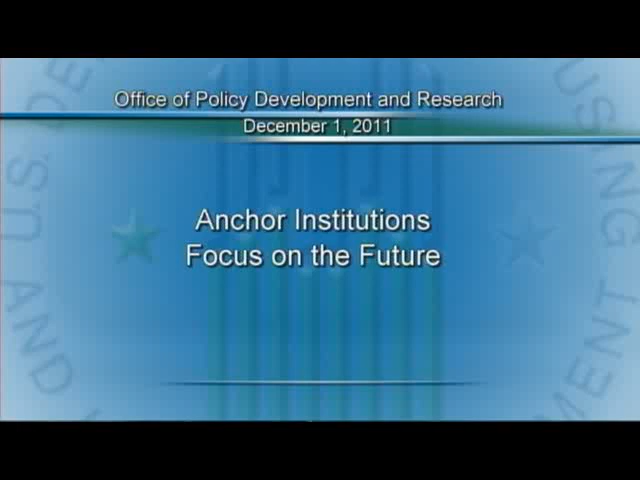 Office of Policy Development and Research
December 1, 2011
Anchor Institutions
Focus on the Future